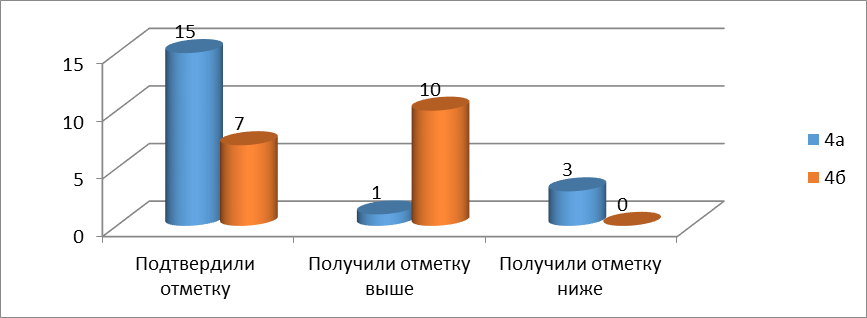 15
10
5
0
15
7
1
10
3
0
Подтвердили
отметку
Получили отметку
выше
Получили отметку
ниже
4а
4б